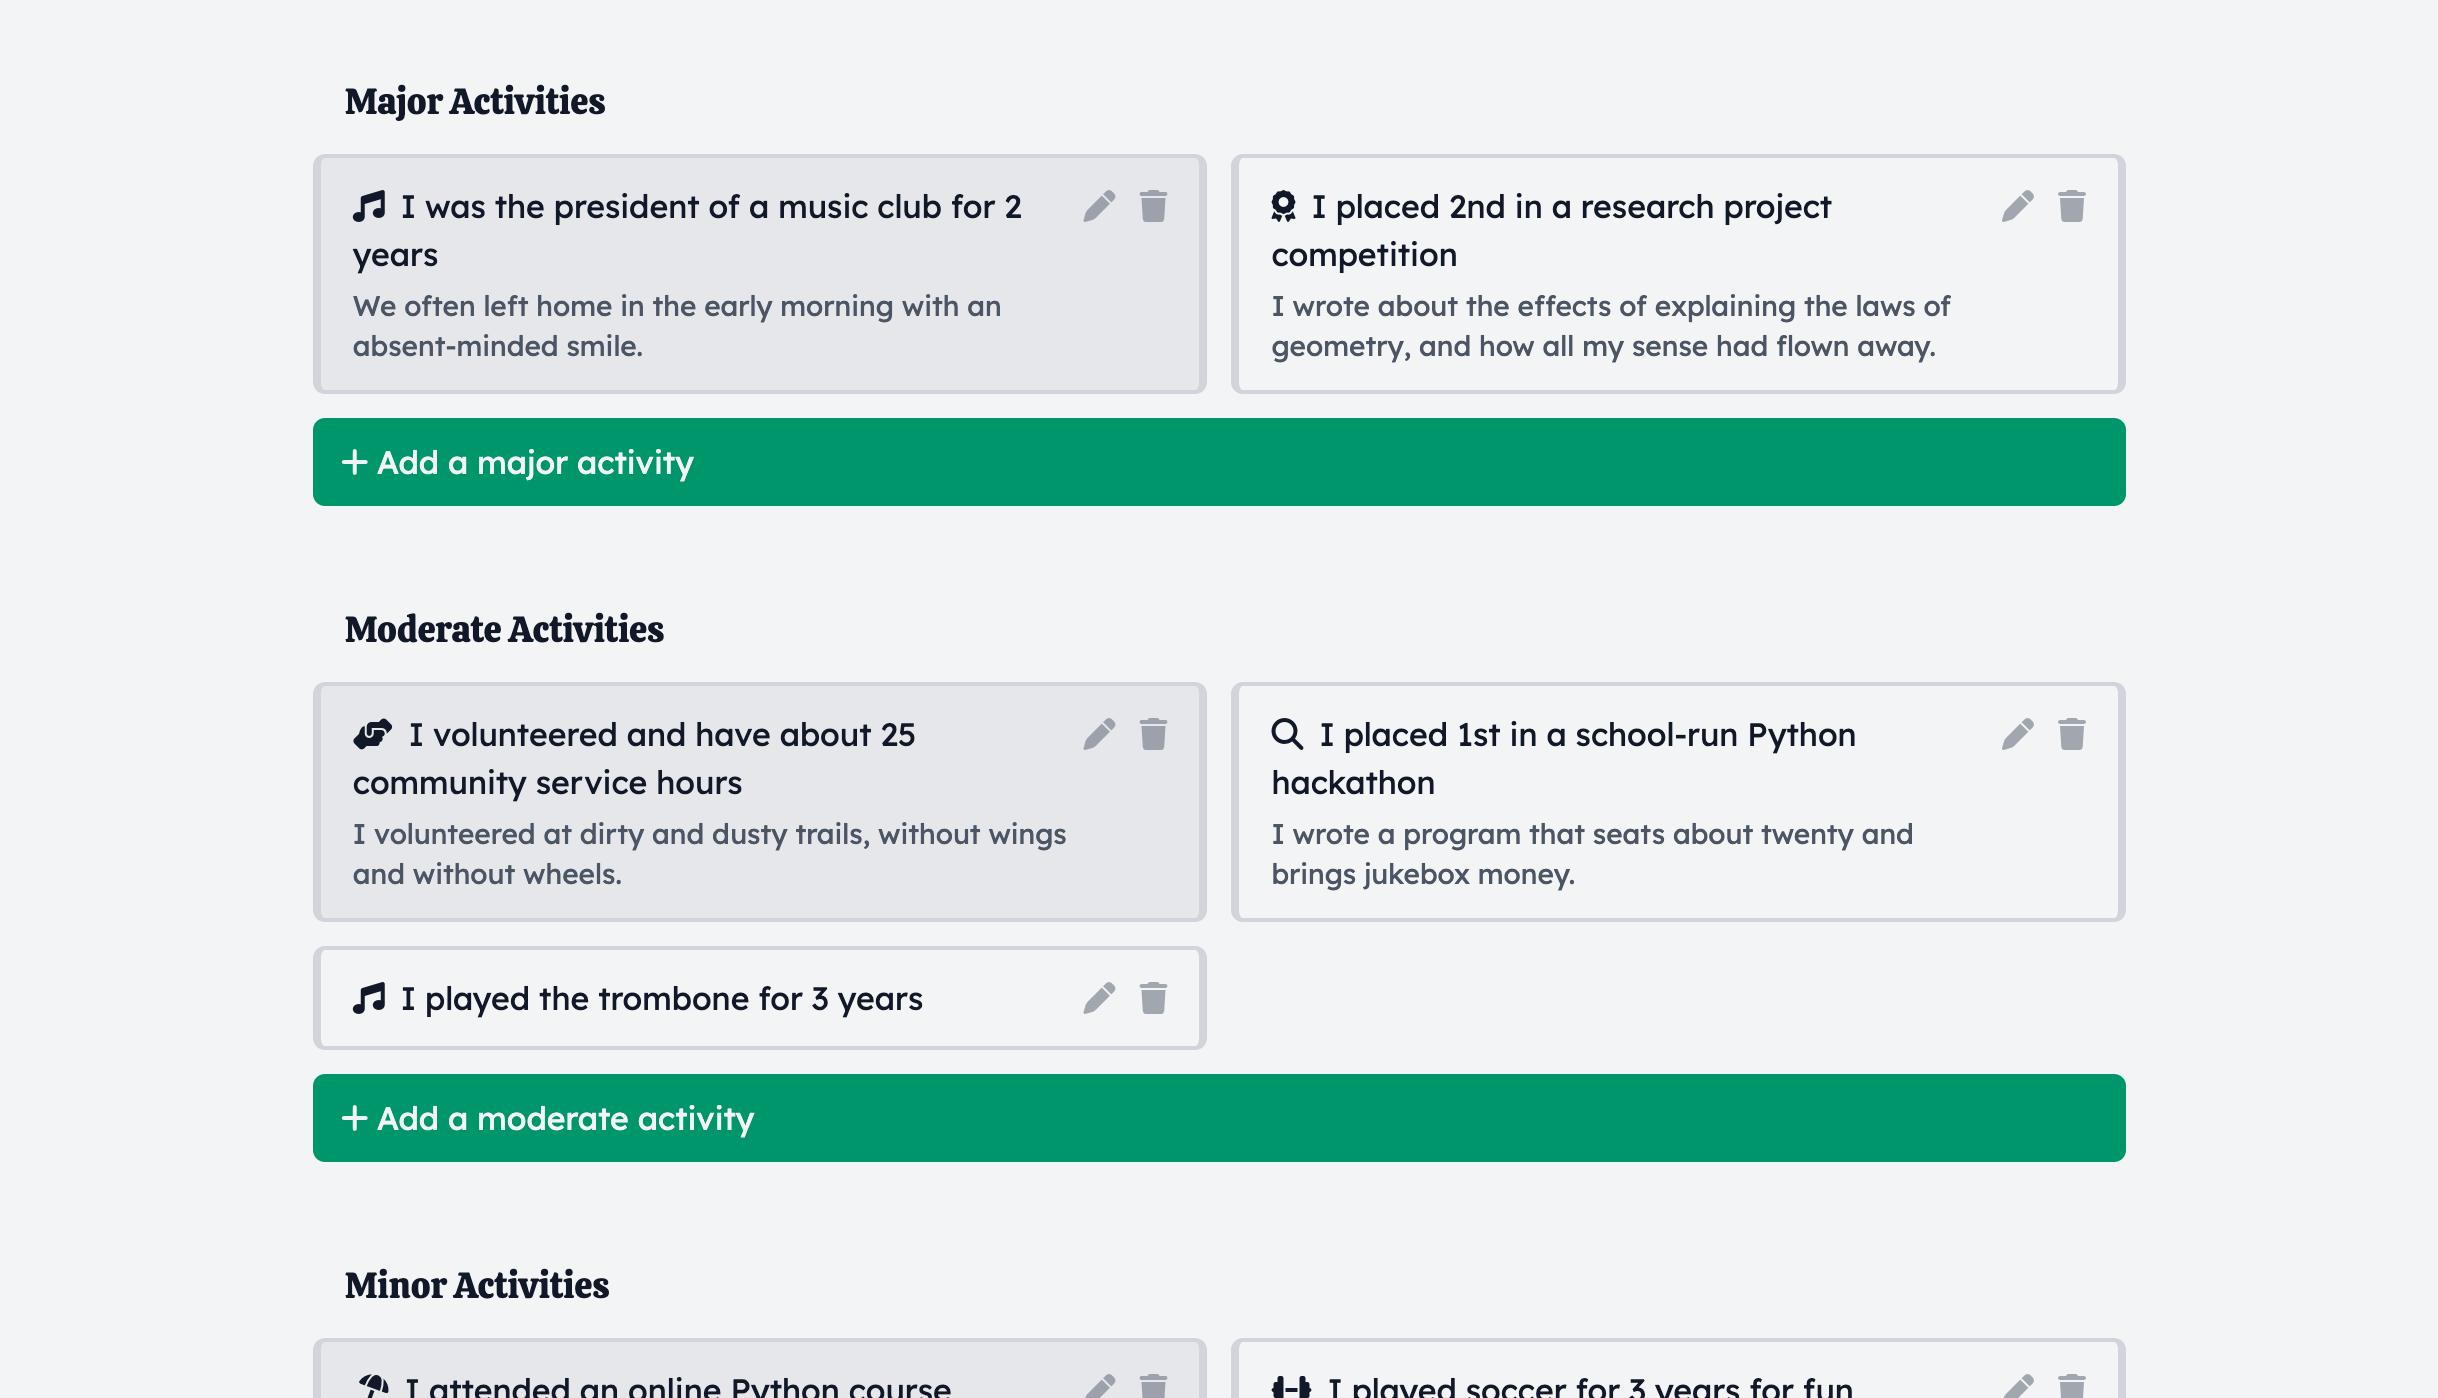 Major Activities
I was the president of a music club for 2
years
We often left home in the early morning with an
absent-minded smile.
I placed 2nd in a research project
competition
I wrote about the effects of explaining the laws of
geometry, and how all my sense had flown away.
+ Add a major activity
Moderate Activities
I volunteered and have about 25
community service hours
I volunteered at dirty and dusty trails, without wings
and without wheels.
I placed 1st in a school-run Python
hackathon
I wrote a program that seats about twenty and
brings jukebox money.
I played the trombone for 3 years
+ Add a moderate activity
Minor Activities
I attended an online Python course
I played soccer for 3 years for fun